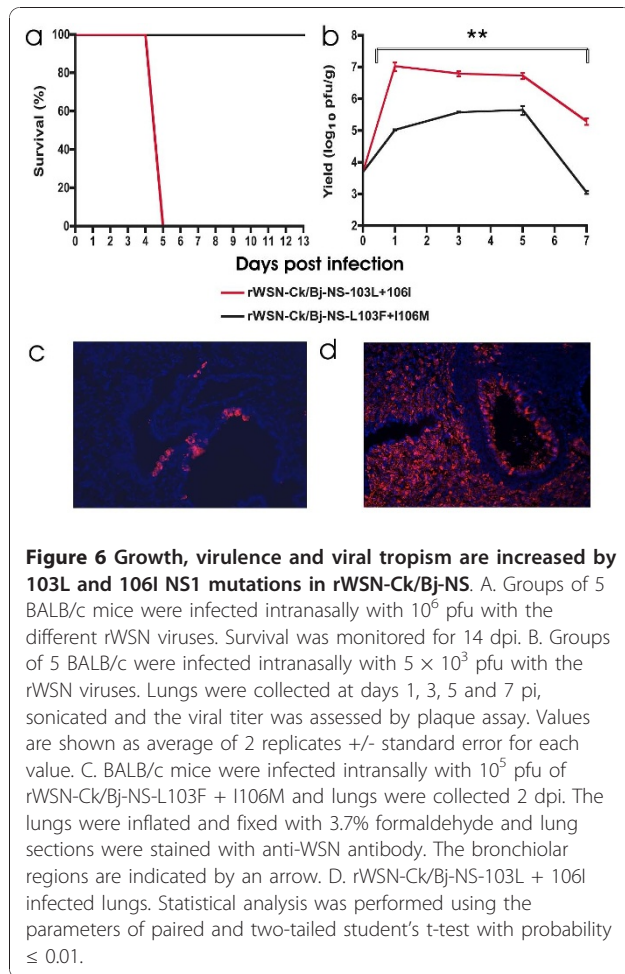 a
b
Survival (%)
100
80
60
40
20
0
0 1 2 3 4 5 6 7 8 9 10 11 12 13
**
Yield (log10 pfu/g)
8
7
6
5
4
3
2
0 1 2 3 4 5 6 7
Days post infection
rWSN-Ck/Bj-NS-103L+106I
rWSN-Ck/Bj-NS-L103F+I106M
c
d
Figure 6 Growth, virulence and viral tropism are increased by
103L and 106I NS1 mutations in rWSN-Ck/Bj-NS. A. Groups of 5
BALB/c mice were infected intranasally with 10⁶ pfu with the
different rWSN viruses. Survival was monitored for 14 dpi. B. Groups
of 5 BALB/c were infected intranasally with 5 × 10³ pfu with the
rWSN viruses. Lungs were collected at days 1, 3, 5 and 7 pi,
sonicated and the viral titer was assessed by plaque assay. Values
are shown as average of 2 replicates +/- standard error for each
value. C. BALB/c mice were infected intransally with 10⁵ pfu of
rWSN-Ck/Bj-NS-L103F + I106M and lungs were collected 2 dpi. The
lungs were inflated and fixed with 3.7% formaldehyde and lung
sections were stained with anti-WSN antibody. The bronchiolar
regions are indicated by an arrow. D. rWSN-Ck/Bj-NS-103L + 106I
infected lungs. Statistical analysis was performed using the
parameters of paired and two-tailed student's t-test with probability
≤ 0.01.